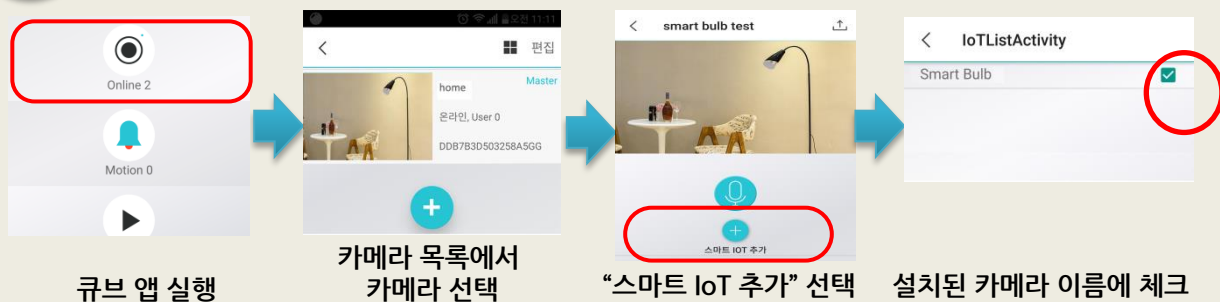 Online 2
Motion 0
큐브 앱 실행
오전 11:11
편집
home
Master
온라인, User 0
DDB7B3D503258A5GG
카메라 목록에서
카메라 선택
smart bulb test
스마트 IOT 추가
“스마트 IoT 추가” 선택
IoTListActivity
Smart Bulb
설치된 카메라 이름에 체크